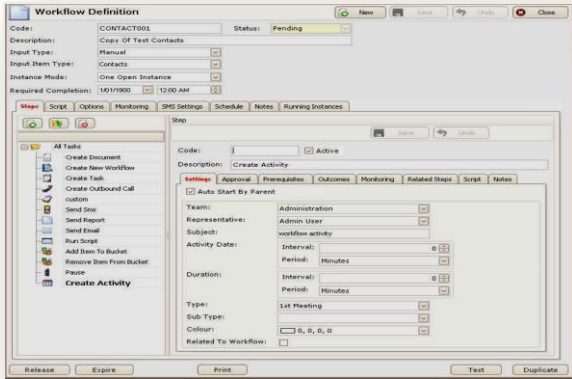 Workflow Definition New Save Undo Close
Code: CONTACT001 Status: Pending
Description: Copy Of Test Contacts
Input Type: Manual
Input Item Type: Contacts
Instance Mode: One Open Instance
Required Completion: 1/01/1900 12:00 AM
Steps Script Options Monitoring SMS Settings Schedule Notes Running Instances
Step
Save Undo
Code: Active
Description: Create Activity
Settings Approval Prerequisites Outcomes Monitoring Related Steps Script Notes
Auto Start By Parent
All Tasks
Create Document
Create New Workflow
Create Task
Create Outbound Call
custom
Send Sms
Send Report
Send Email
Run Script
Add Item To Bucket
Remove Item From Bucket
Pause
Create Activity
Team: Administration
Representative: Admin User
Subject: workflow activity
Activity Date: Interval: 0
Period: Minutes
Duration: Interval: 0
Period: Minutes
Type: 1st Meeting
Sub Type:
Colour: 0, 0, 0, 0
Related To Workflow:
Release Expire Print Test Duplicate